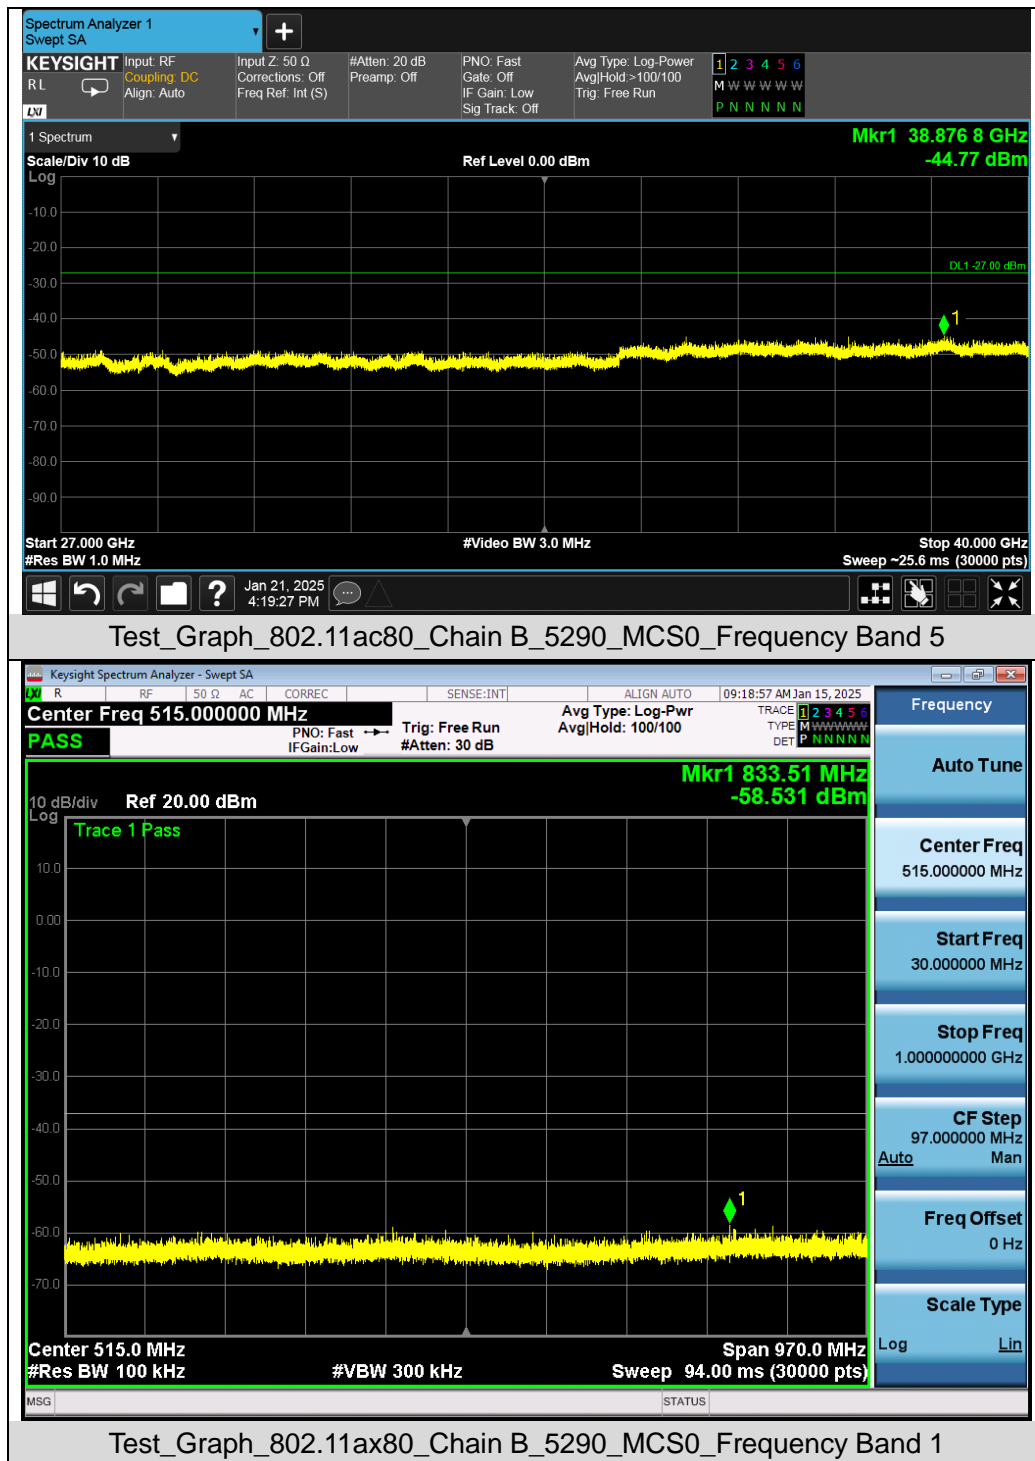 Spectrum Analyzer 1
Swept SA
KEYSIGHT
RL
LXI
Input: RF
Coupling: DC
Align: Auto
Input Z: 50 Ω
Corrections: Off
Freq Ref: Int (S)
#Atten: 20 dB
Preamp: Off
PNO: Fast
Gate: Off
IF Gain: Low
Sig Track: Off
Avg Type: Log-Power
Avg|Hold:>100/100
Trig: Free Run
1 2 3 4 5 6
M W W W W W
P N N N N N
1 Spectrum
Mkr1 38.876 8 GHz
-44.77 dBm
Scale/Div 10 dB
Ref Level 0.00 dBm
Log
-10.0
-20.0
DL1 -27.00 dBm
-30.0
-40.0
1
-50.0
-60.0
-70.0
-80.0
-90.0
Start 27.000 GHz
#Video BW 3.0 MHz
Stop 40.000 GHz
#Res BW 1.0 MHz
Sweep ~25.6 ms (30000 pts)
Jan 21, 2025
4:19:27 PM
Test_Graph_802.11ac80_Chain B_5290_MCS0_Frequency Band 5
Keysight Spectrum Analyzer - Swept SA
LXI R RF 50 Ω AC CORREC SENSE:INT ALIGN AUTO 09:18:57 AM Jan 15, 2025
Center Freq 515.000000 MHz
PASS
PNO: Fast
IFGain:Low
Trig: Free Run
#Atten: 30 dB
Avg Type: Log-Pwr
Avg|Hold: 100/100
TRACE 1 2 3 4 5 6
TYPE M W W W W W
DET P N N N N N
Frequency
Mkr1 833.51 MHz
-58.531 dBm
10 dB/div Ref 20.00 dBm
Log
Trace 1 Pass
10.0
0.00
-10.0
-20.0
-30.0
-40.0
-50.0
1
-60.0
-70.0
Center 515.0 MHz
Span 970.0 MHz
#Res BW 100 kHz
#VBW 300 kHz
Sweep 94.00 ms (30000 pts)
Auto Tune
Center Freq
515.000000 MHz
Start Freq
30.000000 MHz
Stop Freq
1.000000000 GHz
CF Step
97.000000 MHz
Auto Man
Freq Offset
0 Hz
Scale Type
Log Lin
MSG
STATUS
Test_Graph_802.11ax80_Chain B_5290_MCS0_Frequency Band 1